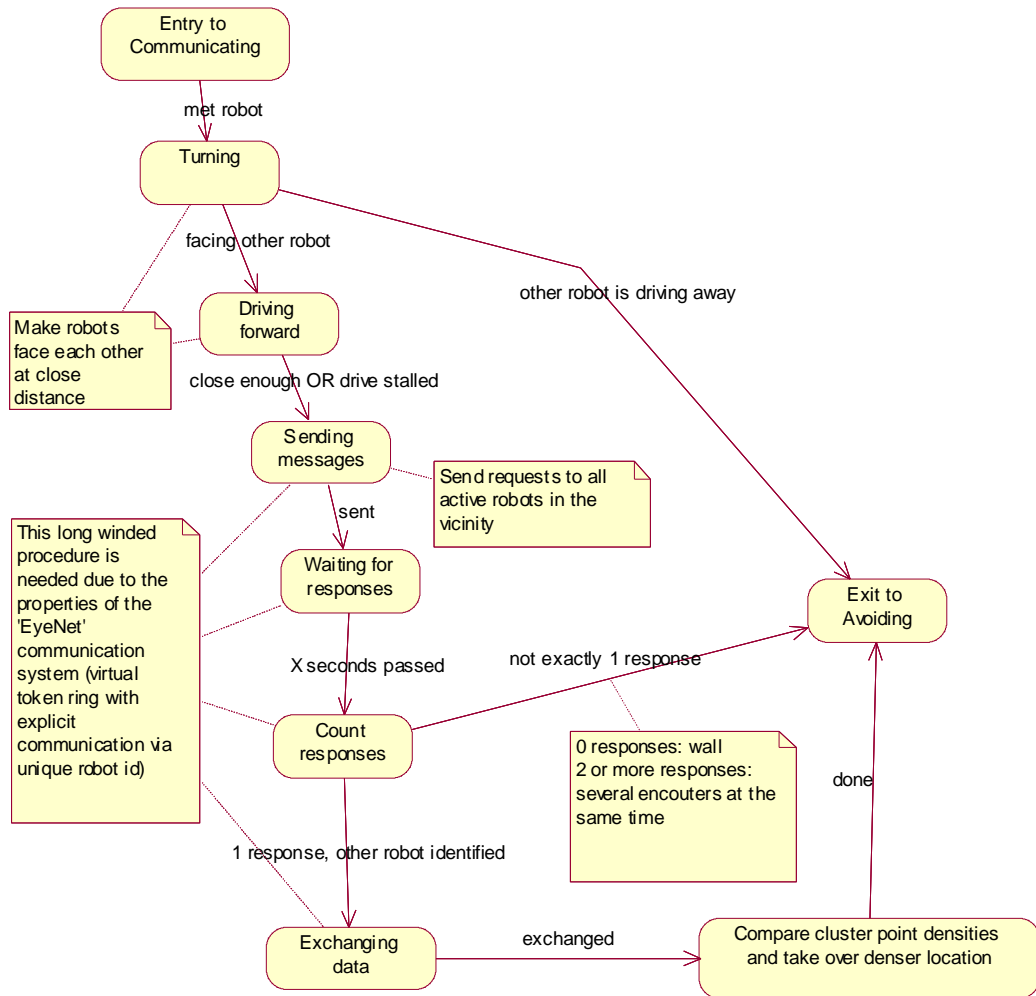 Entry to
Communicating
met robot
Turning
facing other robot
other robot is driving away
Driving
forward
Make robots
face each other
at close
distance
close enough OR drive stalled
Sending
messages
Send requests to all
active robots in the
vicinity
sent
This long winded
procedure is
needed due to the
properties of the
'EyeNet'
communication
system (virtual
token ring with
explicit
communication via
unique robot id)
Waiting for
responses
Exit to
Avoiding
X seconds passed
not exactly 1 response
Count
responses
0 responses: wall
2 or more responses:
several encouters at the
same time
done
1 response, other robot identified
Exchanging
data
exchanged
Compare cluster point densities
and take over denser location